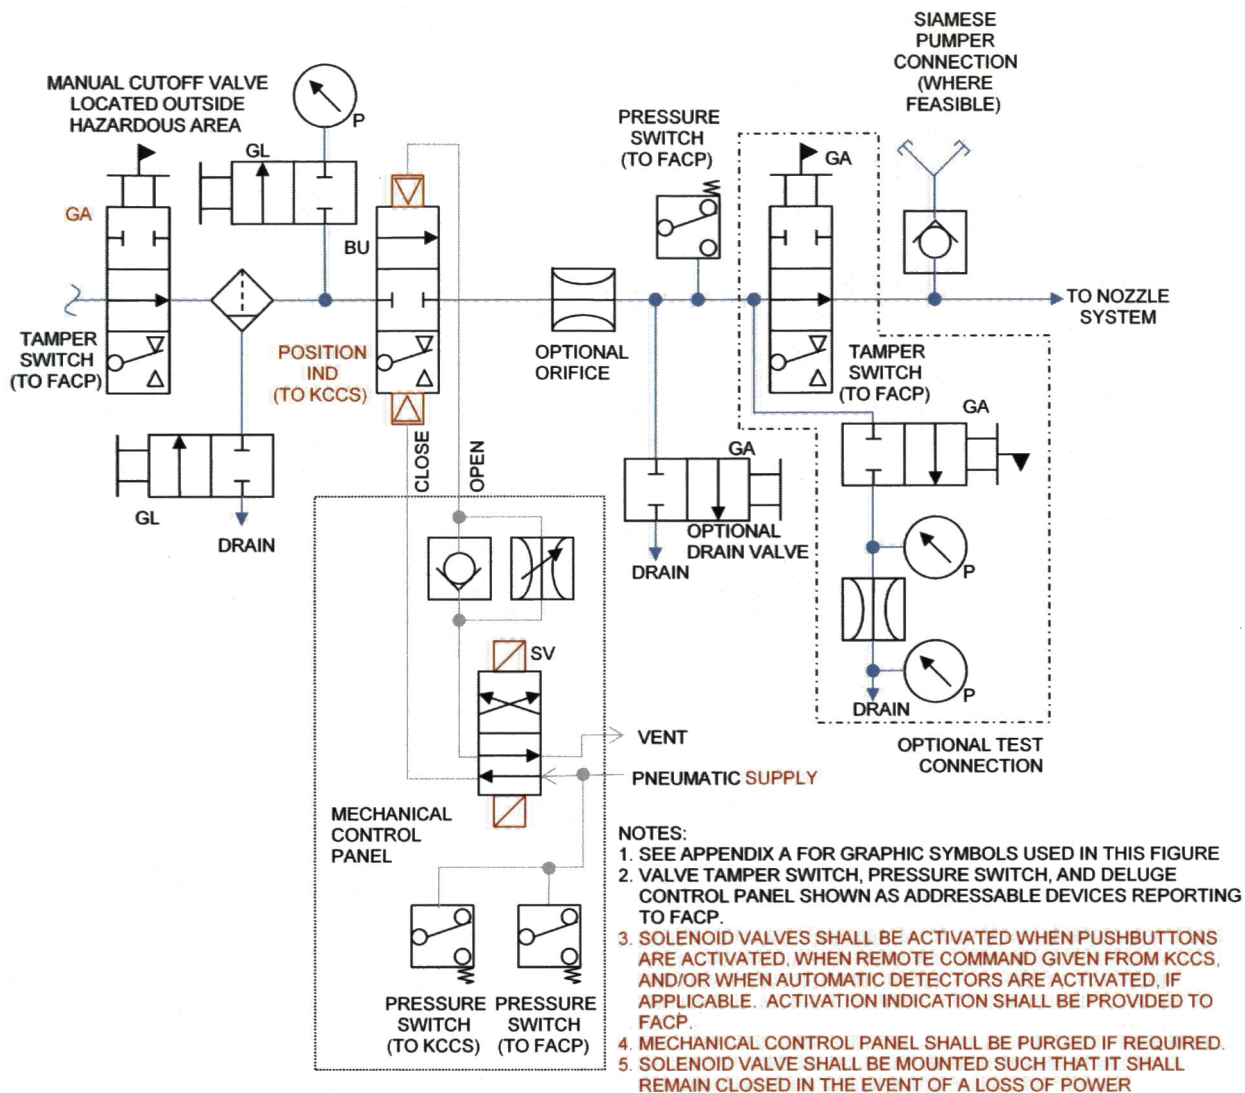 SIAMESE
PUMPER
CONNECTION
(WHERE
FEASIBLE)
MANUAL CUTOFF VALVE
LOCATED OUTSIDE
HAZARDOUS AREA
P
GL
PRESSURE
SWITCH
(TO FACP)
GA
GA
BU
TO NOZZLE
SYSTEM
TAMPER
SWITCH
(TO FACP)
POSITION
IND
(TO KCCS)
OPTIONAL
ORIFICE
TAMPER
SWITCH
(TO FACP)
GA
CLOSE
OPEN
GA
GL
DRAIN
OPTIONAL
DRAIN VALVE
DRAIN
P
SV
P
DRAIN
VENT
OPTIONAL TEST
CONNECTION
PNEUMATIC SUPPLY
MECHANICAL
CONTROL
PANEL
PRESSURE
SWITCH
(TO KCCS)
PRESSURE
SWITCH
(TO FACP)
NOTES:
1. SEE APPENDIX A FOR GRAPHIC SYMBOLS USED IN THIS FIGURE
2. VALVE TAMPER SWITCH, PRESSURE SWITCH, AND DELUGE
CONTROL PANEL SHOWN AS ADDRESSABLE DEVICES REPORTING
TO FACP.
3. SOLENOID VALVES SHALL BE ACTIVATED WHEN PUSHBUTTONS
ARE ACTIVATED, WHEN REMOTE COMMAND GIVEN FROM KCCS,
AND/OR WHEN AUTOMATIC DETECTORS ARE ACTIVATED, IF
APPLICABLE. ACTIVATION INDICATION SHALL BE PROVIDED TO
FACP.
4. MECHANICAL CONTROL PANEL SHALL BE PURGED IF REQUIRED.
5. SOLENOID VALVE SHALL BE MOUNTED SUCH THAT IT SHALL
REMAIN CLOSED IN THE EVENT OF A LOSS OF POWER